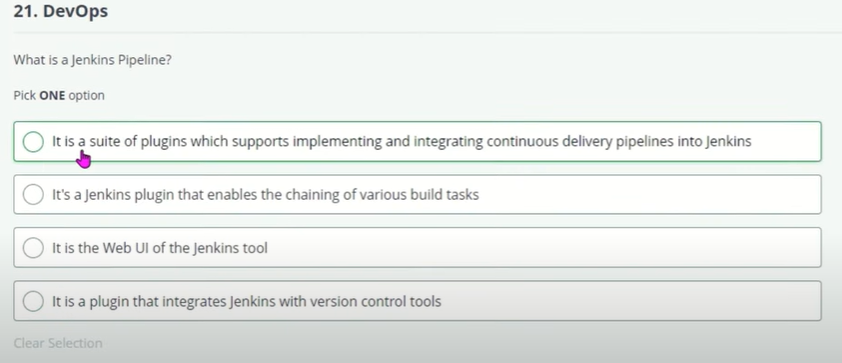 21. DevOps
What is a Jenkins Pipeline?
Pick ONE option
It is a suite of plugins which supports implementing and integrating continuous delivery pipelines into Jenkins
It's a Jenkins plugin that enables the chaining of various build tasks
It is the Web UI of the Jenkins tool
It is a plugin that integrates Jenkins with version control tools
Clear Selection